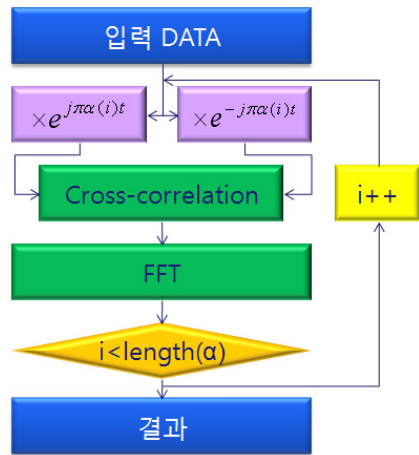 입력 DATA
×e^{jπα(i)t}
×e^{-jπα(i)t}
Cross-correlation
i++
FFT
i<length(α)
결과